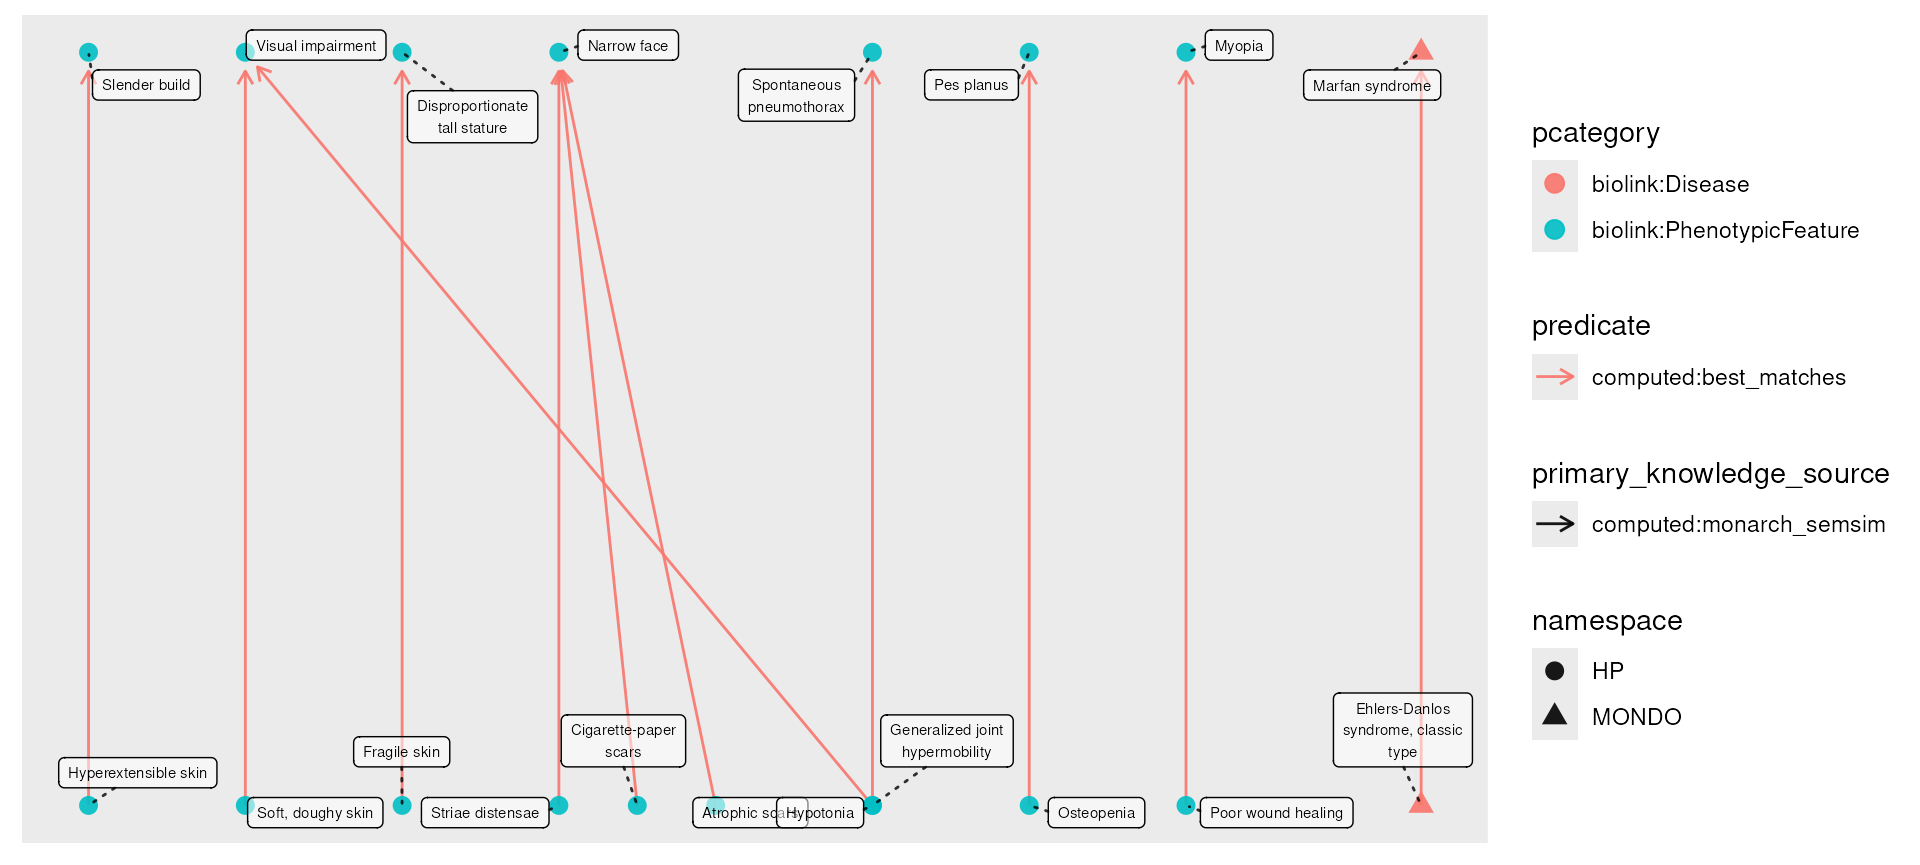 Visual impairment
Narrow face
Myopia
Slender build
Disproportionate
tall stature
Spontaneous
pneumothorax
Pes planus
Marfan syndrome
Hyperextensible skin
Soft, doughy skin
Fragile skin
Striae distensae
Cigarette-paper
scars
Atrophic sca
Hypotonia
Generalized joint
hypermobility
Osteopenia
Poor wound healing
Ehlers-Danlos
syndrome, classic
type
pcategory
biolink:Disease
biolink:PhenotypicFeature
predicate
computed:best_matches
primary_knowledge_source
computed:monarch_semsim
namespace
HP
MONDO